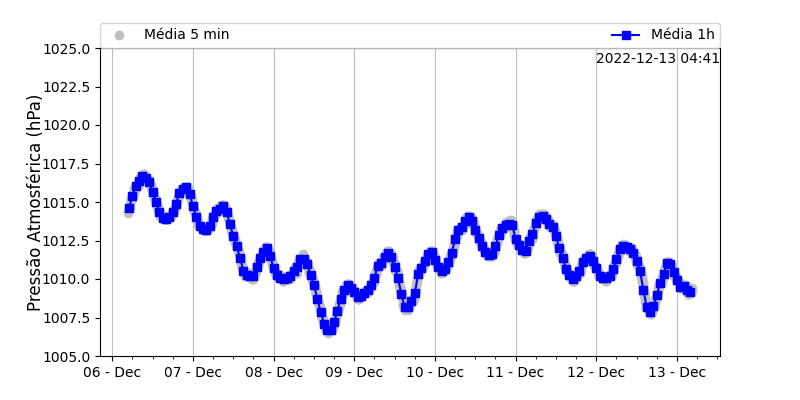 Média 5 min
Média 1h
2022-12-13 04:41
Pressão Atmosférica (hPa)
1025.0
1022.5
1020.0
1017.5
1015.0
1012.5
1010.0
1007.5
1005.0
06 - Dec
07 - Dec
08 - Dec
09 - Dec
10 - Dec
11 - Dec
12 - Dec
13 - Dec